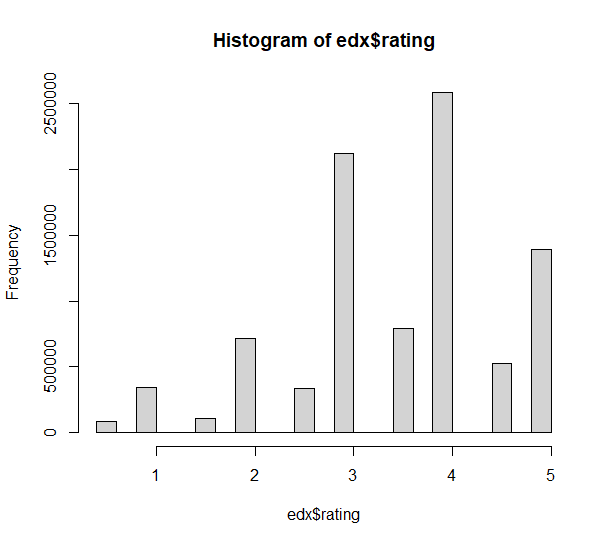 Histogram of edx$rating
Frequency
2500000
1500000
500000
0
1 2 3 4 5
edx$rating